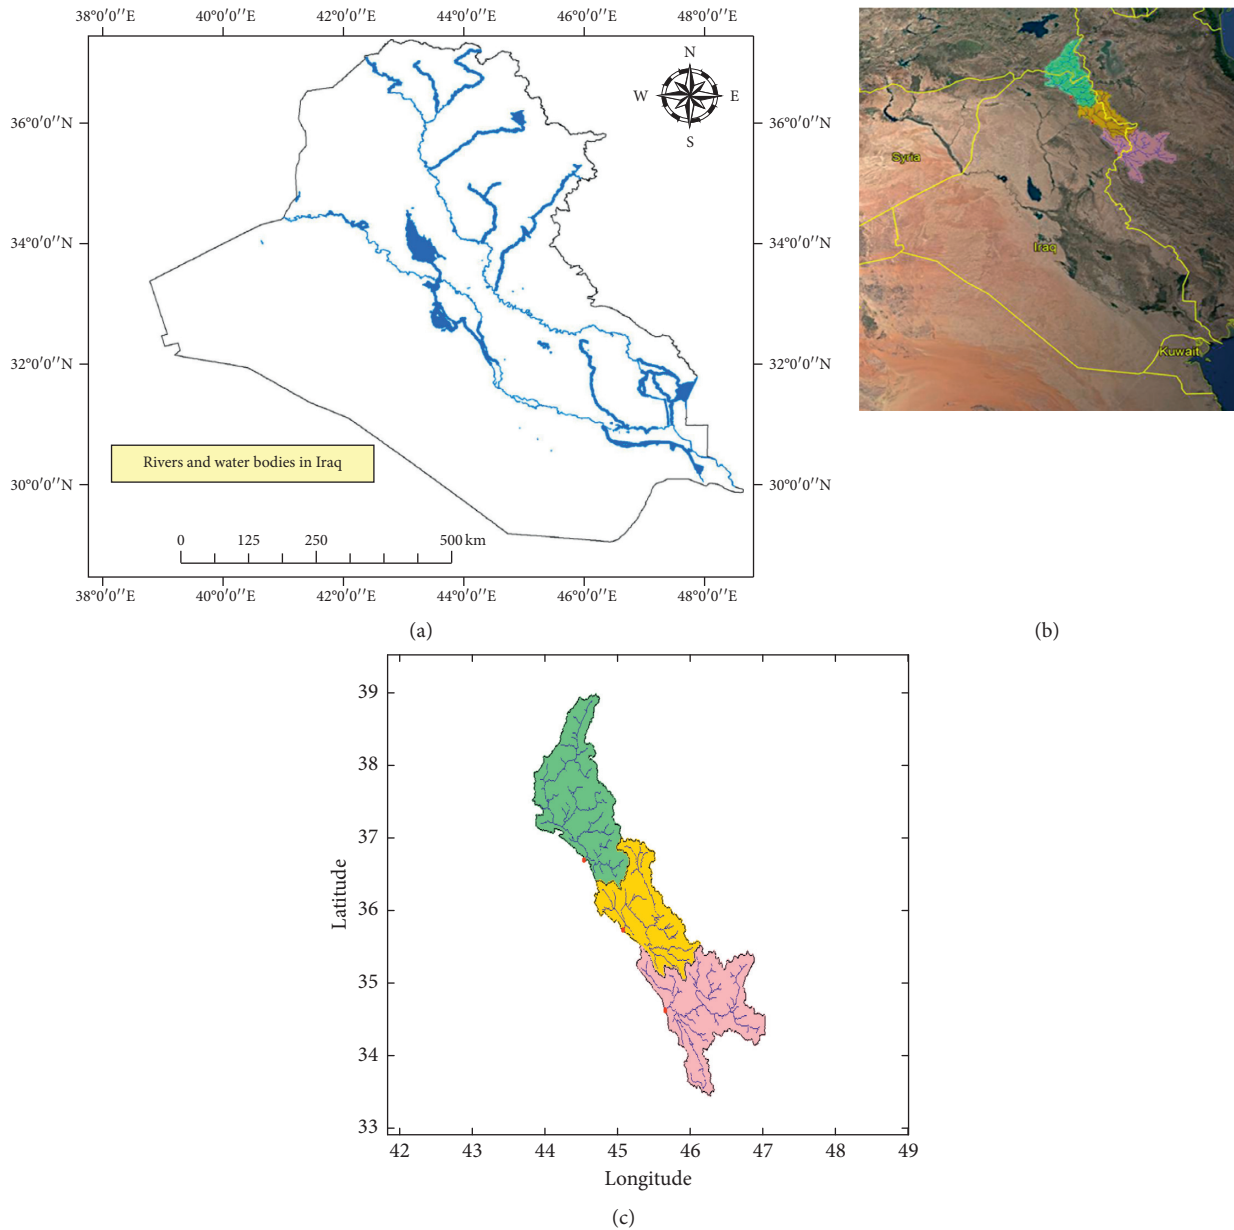 38°0′0′′E 40°0′0′′E 42°0′0′′E 44°0′0′′E 46°0′0′′E 48°0′0′′E
N
W E
S
36°0′0′′N 36°0′0′′N
34°0′0′′N 34°0′0′′N
32°0′0′′N 32°0′0′′N
30°0′0′′N 30°0′0′′N
Rivers and water bodies in Iraq
0 125 250 500 km
38°0′0′′E 40°0′0′′E 42°0′0′′E 44°0′0′′E 46°0′0′′E 48°0′0′′E
(a)
Syria
Iraq
Kuwait
(b)
39
38
37
36
35
34
33
Latitude
42 43 44 45 46 47 48 49
Longitude
(c)